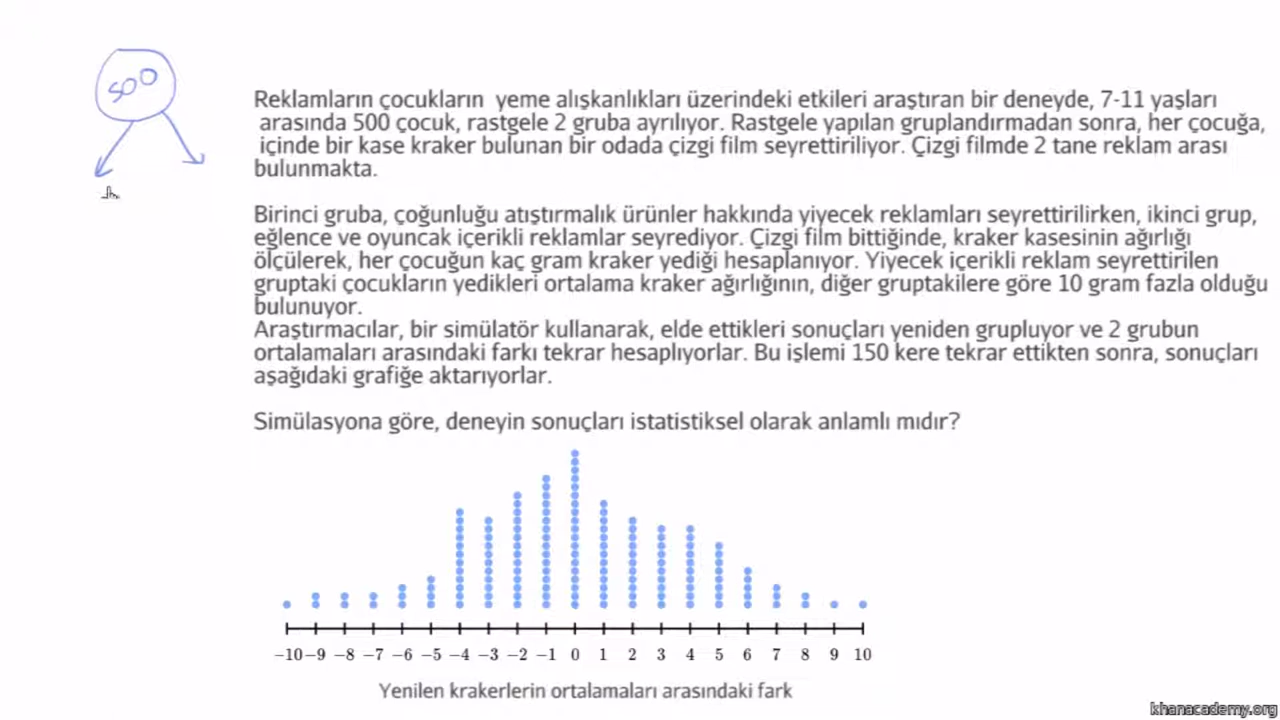 500
Reklamların çocukların yeme alışkanlıkları üzerindeki etkileri araştıran bir deneyde, 7-11 yaşları
arasında 500 çocuk, rastgele 2 gruba ayrılıyor. Rastgele yapılan gruplandırmadan sonra, her çocuğa,
içinde bir kase kraker bulunan bir odada çizgi film seyrettiriliyor. Çizgi filmde 2 tane reklam arası
bulunmakta.
Birinci gruba, çoğunluğu atıştırmalık ürünler hakkında yiyecek reklamları seyrettirilirken, ikinci grup,
eğlence ve oyuncak içerikli reklamlar seyrediyor. Çizgi film bittiğinde, kraker kasesinin ağırlığı
ölçülerek, her çocuğun kaç gram kraker yediği hesaplanıyor. Yiyecek içerikli reklam seyrettirilen
gruptaki çocukların yedikleri ortalama kraker ağırlığının, diğer gruptakilere göre 10 gram fazla olduğu
bulunuyor.
Araştırmacılar, bir simülatör kullanarak, elde ettikleri sonuçları yeniden grupluyor ve 2 grubun
ortalamaları arasındaki farkı tekrar hesaplıyorlar. Bu işlemi 150 kere tekrar ettikten sonra, sonuçları
aşağıdaki grafiğe aktarıyorlar.
Simülasyona göre, deneyin sonuçları istatistiksel olarak anlamlı mıdır?
−10 −9 −8 −7 −6 −5 −4 −3 −2 −1 0 1 2 3 4 5 6 7 8 9 10
Yenilen krakerlerin ortalamaları arasındaki fark
khanacademy.org